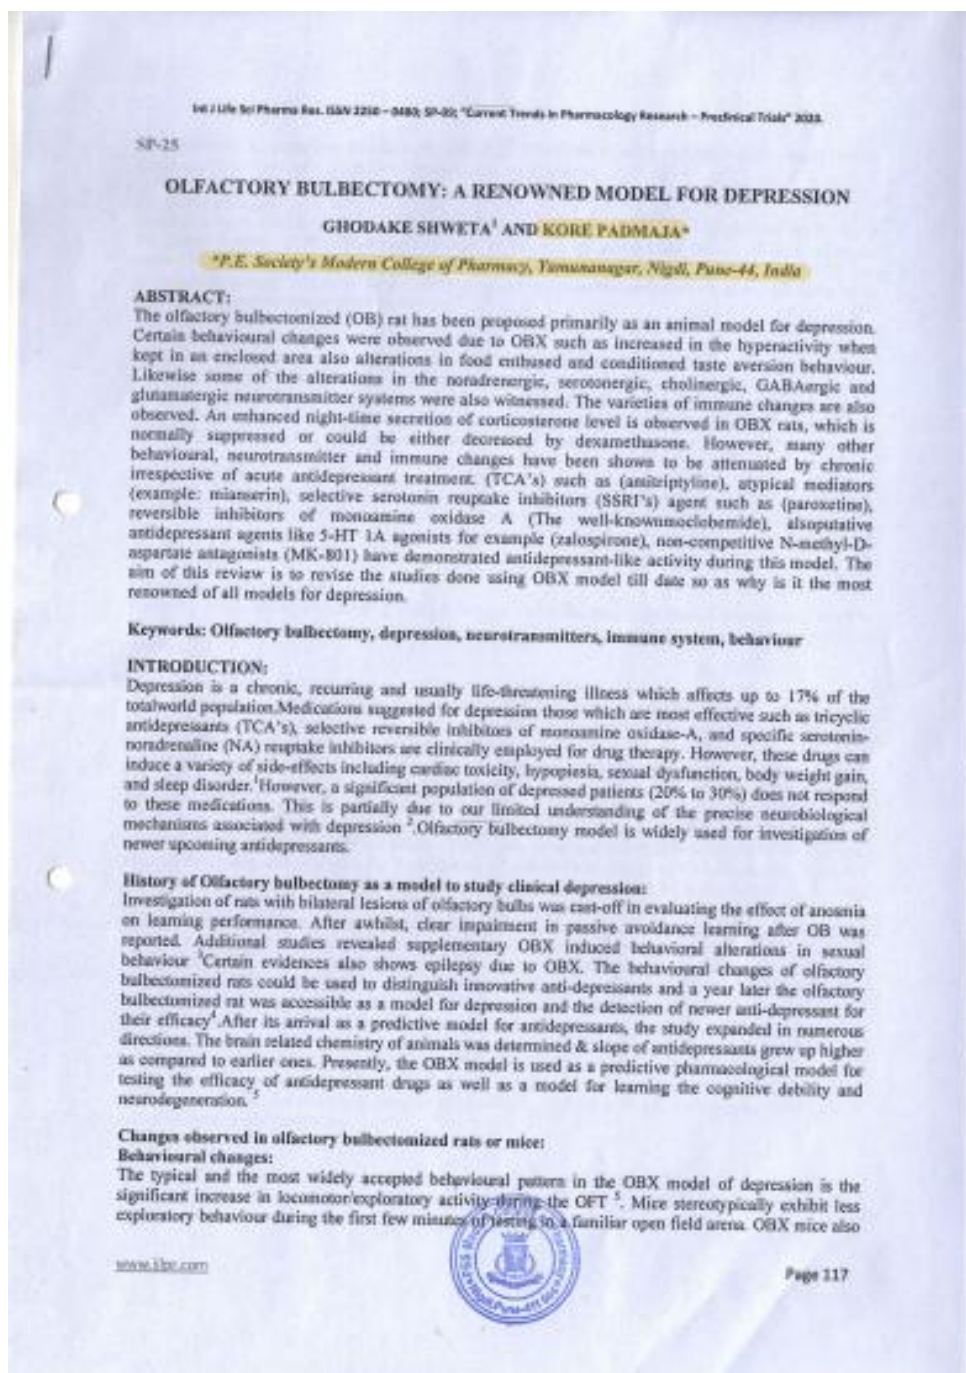 Int J Life Sci Pharma Res. ISSN 2250 – 0480; SP-09; "Current Trends in Pharmacology Research – Preclinical Trials" 2020.
SP-25
OLFACTORY BULBECTOMY: A RENOWNED MODEL FOR DEPRESSION
GHODAKE SHWETA1 AND KORE PADMAJA*
*P.E. Society's Modern College of Pharmacy, Yamunanagar, Nigdi, Pune-44, India
ABSTRACT:
The olfactory bulbectomized (OB) rat has been proposed primarily as an animal model for depression.
Certain behavioural changes were observed due to OBX such as increased in the hyperactivity when
kept in an enclosed area also alterations in food enthused and conditioned taste aversion behaviour.
Likewise some of the alterations in the noradrenergic, serotonergic, cholinergic, GABAergic and
glutamatergic neurotransmitter systems were also witnessed. The varieties of immune changes are also
observed. An enhanced night-time secretion of corticosterone level is observed in OBX rats, which is
normally suppressed or could be either decreased by dexamethasone. However, many other
behavioural, neurotransmitter and immune changes have been shown to be attenuated by chronic
irrespective of acute antidepressant treatment. (TCA's) such as (amitriptyline), atypical mediators
(example: mianserin), selective serotonin reuptake inhibitors (SSRI's) agent such as (paroxetine),
reversible inhibitors of monoamine oxidase A (The well-knownmoclobemide), alsoputative
antidepressant agents like 5-HT 1A agonists for example (zalospirone), non-competitive N-methyl-D-
aspartate antagonists (MK-801) have demonstrated antidepressant-like activity during this model. The
aim of this review is to revise the studies done using OBX model till date so as why is it the most
renowned of all models for depression.
Keywords: Olfactory bulbectomy, depression, neurotransmitters, immune system, behaviour
INTRODUCTION:
Depression is a chronic, recurring and usually life-threatening illness which affects up to 17% of the
totalworld population.Medications suggested for depression those which are most effective such as tricyclic
antidepressants (TCA's), selective reversible inhibitors of monoamine oxidase-A, and specific serotonin-
noradrenaline (NA) reuptake inhibitors are clinically employed for drug therapy. However, these drugs can
induce a variety of side-effects including cardiac toxicity, hypopiesia, sexual dysfunction, body weight gain,
and sleep disorder.1However, a significant population of depressed patients (20% to 30%) does not respond
to these medications. This is partially due to our limited understanding of the precise neurobiological
mechanisms associated with depression 2.Olfactory bulbectomy model is widely used for investigation of
newer upcoming antidepressants.
History of Olfactory bulbectomy as a model to study clinical depression:
Investigation of rats with bilateral lesions of olfactory bulbs was cast-off in evaluating the effect of anosmia
on learning performance. After awhilst, clear impairment in passive avoidance learning after OB was
reported. Additional studies revealed supplementary OBX induced behavioral alterations in sexual
behaviour 3Certain evidences also shows epilepsy due to OBX. The behavioural changes of olfactory
bulbectomized rats could be used to distinguish innovative anti-depressants and a year later the olfactory
bulbectomized rat was accessible as a model for depression and the detection of newer anti-depressant for
their efficacy4.After its arrival as a predictive model for antidepressants, the study expanded in numerous
directions. The brain related chemistry of animals was determined & slope of antidepressants grew up higher
as compared to earlier ones. Presently, the OBX model is used as a predictive pharmacological model for
testing the efficacy of antidepressant drugs as well as a model for learning the cognitive debility and
neurodegeneration. 5
Changes observed in olfactory bulbectomized rats or mice:
Behavioural changes:
The typical and the most widely accepted behavioural pattern in the OBX model of depression is the
significant increase in locomotor/exploratory activity during the OFT 5. Mice stereotypically exhibit less
exploratory behaviour during the first few minutes of testing in a familiar open field arena. OBX mice also
www.ijlpr.com
Page 117